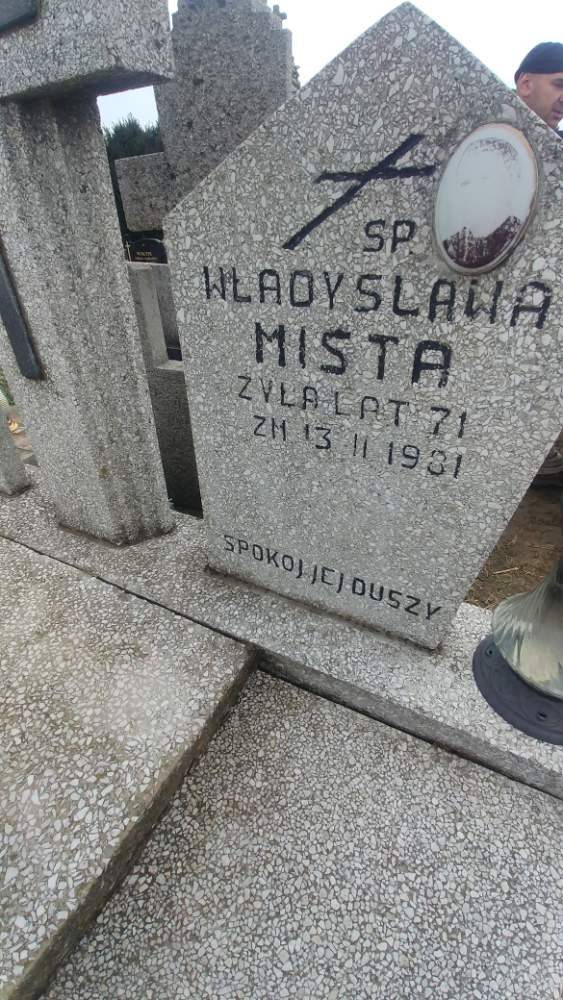 SP.
WŁADYSŁAWA
MISTA
ŻYŁA LAT 71
ZM 13 II 1981
SPOKÓJ JEJ DUSZY